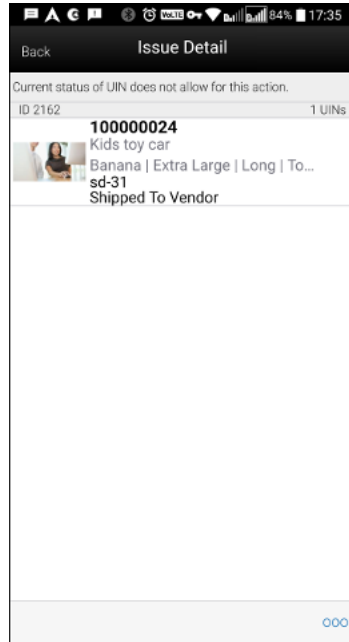 VoLTE 84% 17:35
Back Issue Detail
Current status of UIN does not allow for this action.
ID 2162 1 UINs
100000024
Kids toy car
Banana | Extra Large | Long | To...
sd-31
Shipped To Vendor